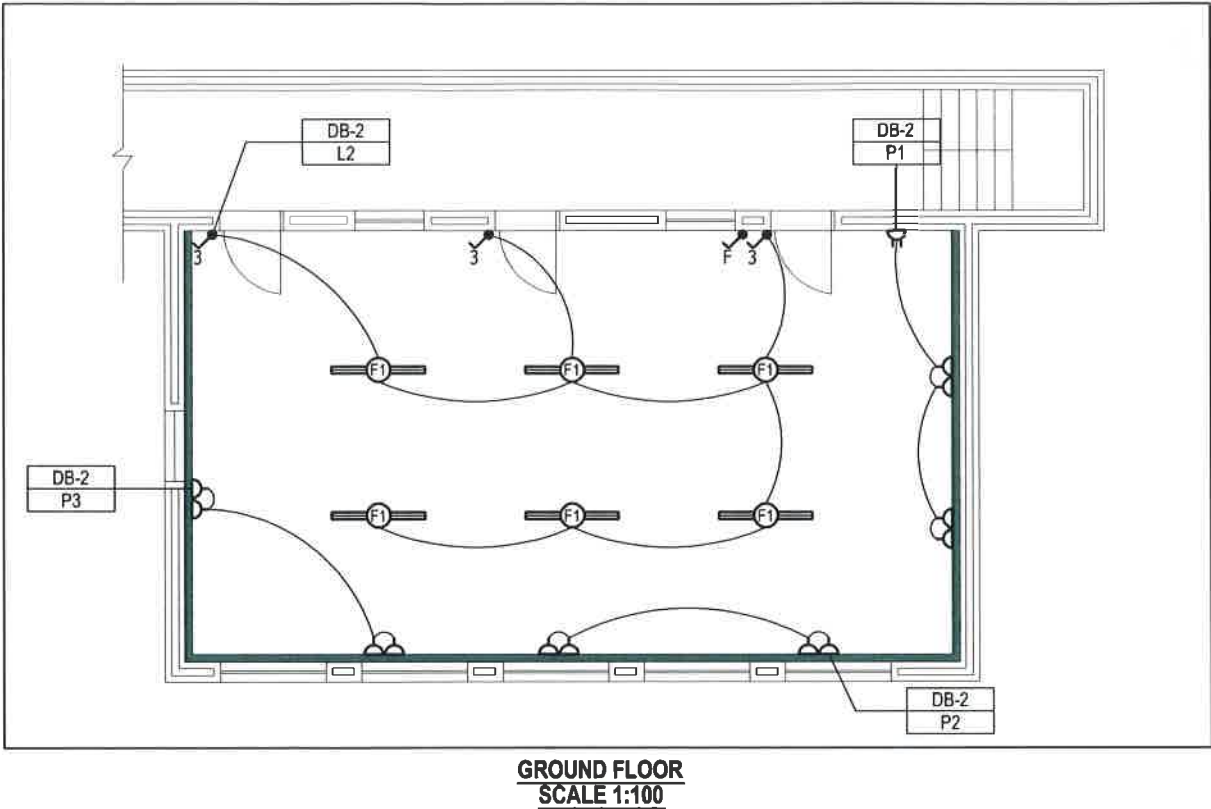 DB-2
L2
DB-2
P1
3
3
F 3
F1
F1
F1
DB-2
P3
F1
F1
F1
DB-2
P2
GROUND FLOOR
SCALE 1:100